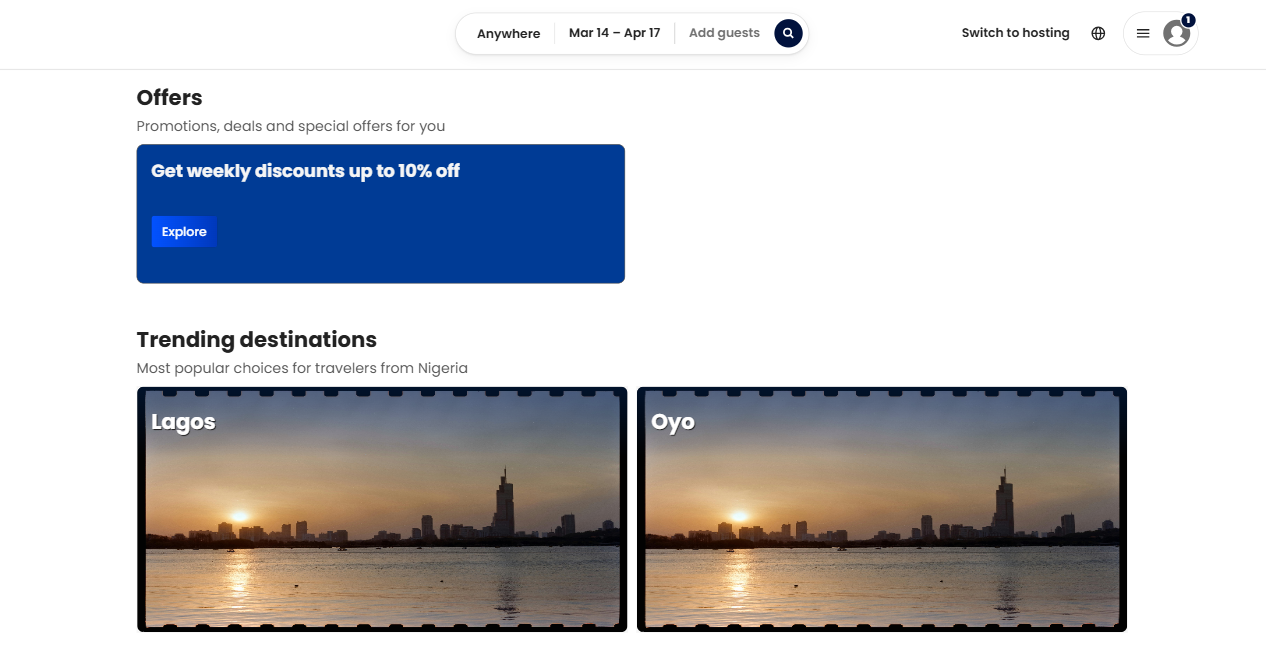 Anywhere
Mar 14 – Apr 17
Add guests
Switch to hosting
1
Offers
Promotions, deals and special offers for you
Get weekly discounts up to 10% off
Explore
Trending destinations
Most popular choices for travelers from Nigeria
Lagos
Oyo